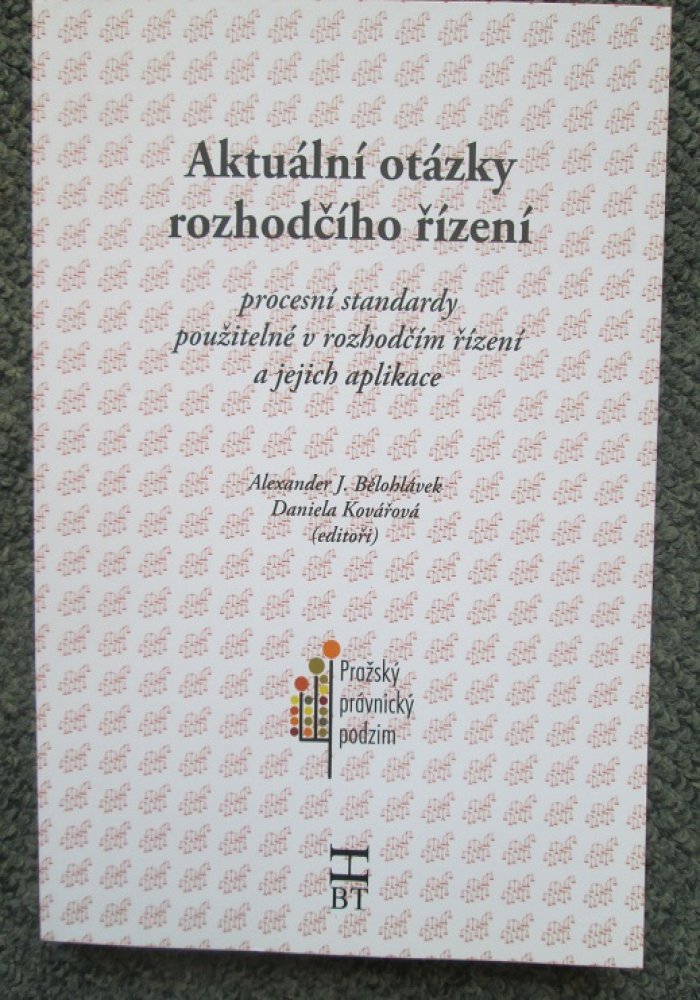 Aktuální otázky
rozhodčího řízení
procesní standardy
použitelné v rozhodčím řízení
a jejich aplikace
Alexander J. Bělohlávek
Daniela Kovářová
(editoři)
Pražský
právnický
podzim
H
BT